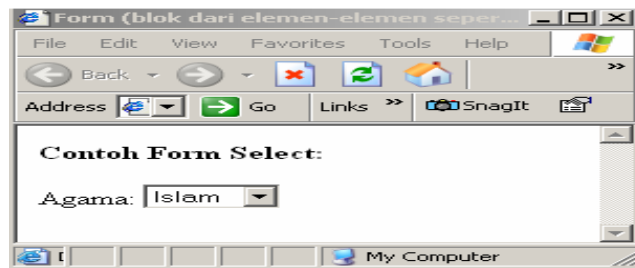 Form (blok dari elemen-elemen seper...
File Edit View Favorites Tools Help
Back
Address Go Links SnagIt
Contoh Form Select:
Agama: Islam
My Computer